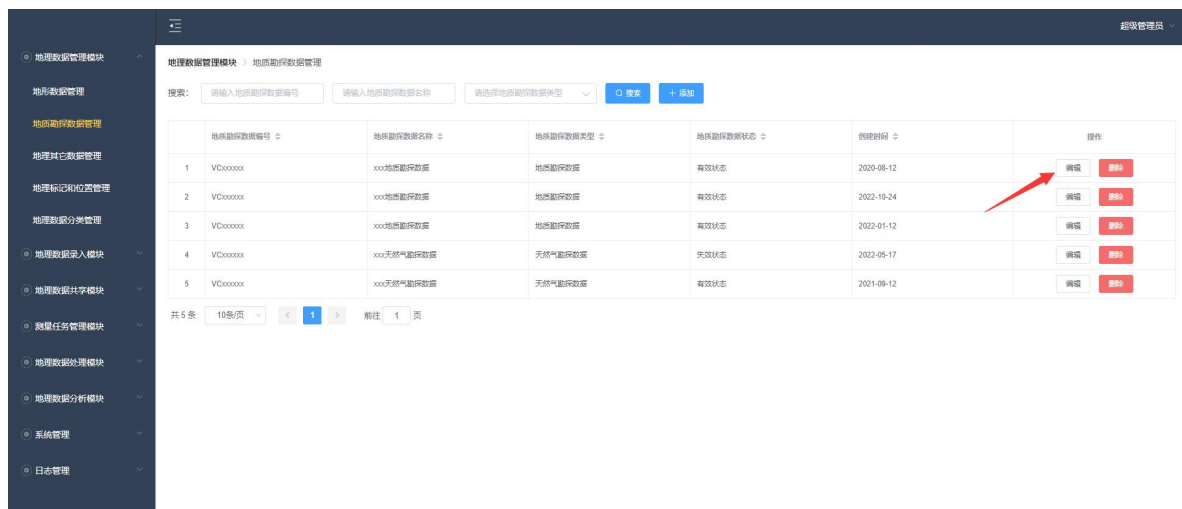 超级管理员
地理数据管理模块
地形数据管理
地质勘探数据管理
地理其它数据管理
地理标记和位置管理
地理数据分类管理
地理数据录入模块
地理数据共享模块
测量任务管理模块
地理数据处理模块
地理数据分析模块
系统管理
日志管理
地理数据管理模块 > 地质勘探数据管理
搜索: 请输入地质勘探数据编号 请输入地质勘探数据名称 请选择地质勘探数据类型 搜索 + 添加
地质勘探数据编号 地质勘探数据名称 地质勘探数据类型 地质勘探数据状态 创建时间 操作
1 VCxxxxxx xxx地质勘探数据 地质勘探数据 有效状态 2020-08-12 编辑 删除
2 VCxxxxxx xxx地质勘探数据 地质勘探数据 有效状态 2022-10-24 编辑 删除
3 VCxxxxxx xxx地质勘探数据 地质勘探数据 有效状态 2022-01-12 编辑 删除
4 VCxxxxxx xxx天然气勘探数据 天然气勘探数据 失效状态 2022-05-17 编辑 删除
5 VCxxxxxx xxx天然气勘探数据 天然气勘探数据 有效状态 2021-09-12 编辑 删除
共 5 条 10条/页 < 1 > 前往 1 页